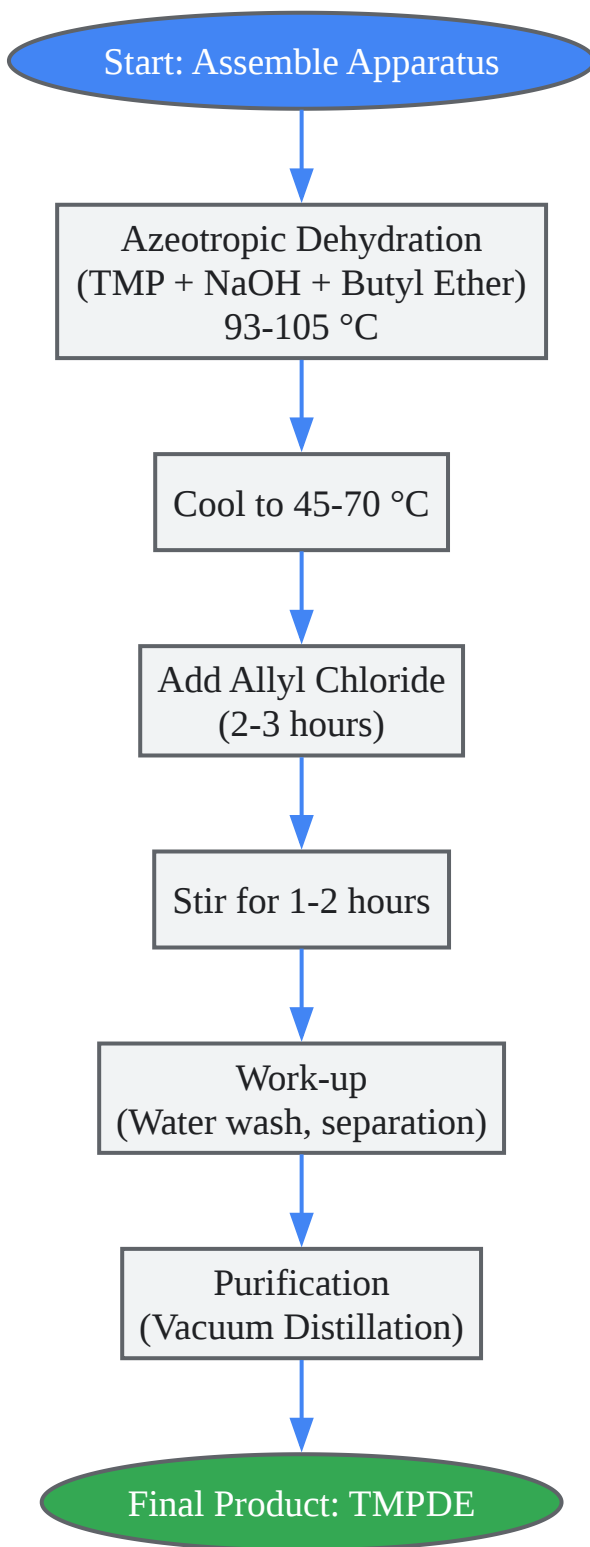 Start: Assemble Apparatus
Azeotropic Dehydration
(TMP + NaOH + Butyl Ether)
93-105 °C
Cool to 45-70 °C
Add Allyl Chloride
(2-3 hours)
Stir for 1-2 hours
Work-up
(Water wash, separation)
Purification
(Vacuum Distillation)
Final Product: TMPDE